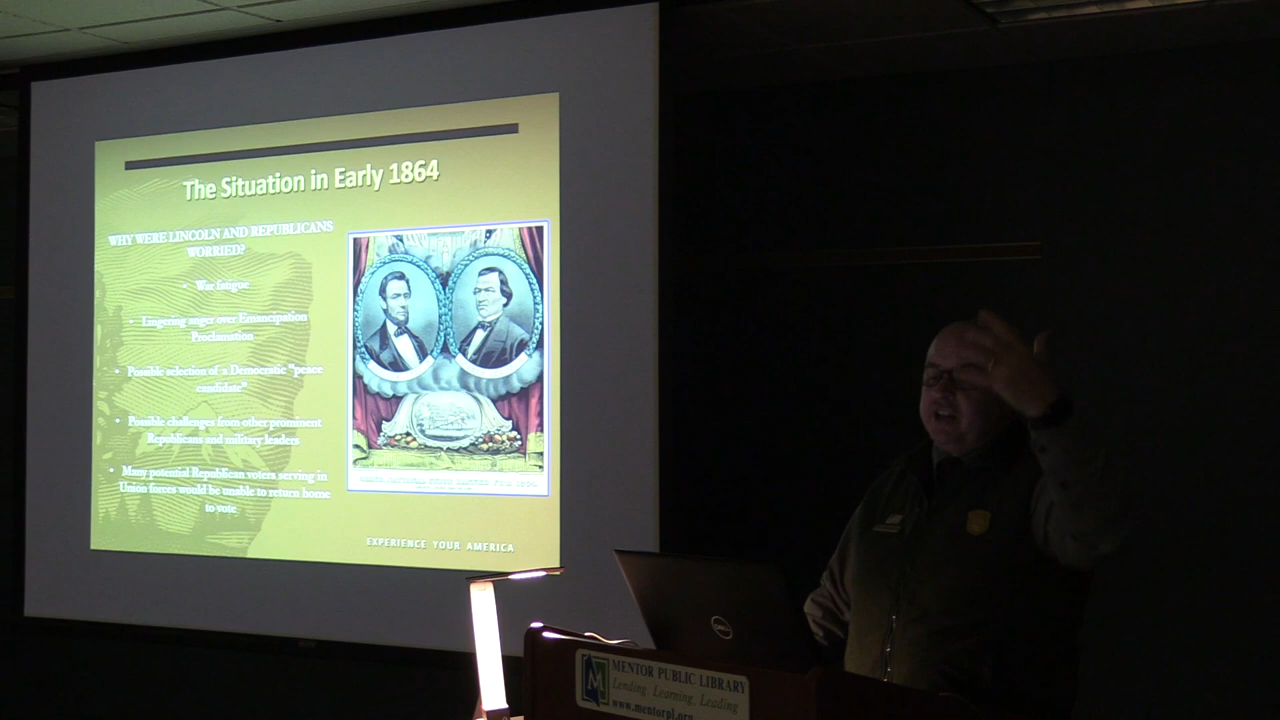 The Situation in Early 1864
WHY WERE LINCOLN AND REPUBLICANS
WORRIED?
• War fatigue
• Lingering anger over Emancipation
Proclamation
• Possible selection of a Democratic "peace
candidate"
• Possible challenges from other prominent
Republicans and military leaders
• Many potential Republican voters serving in
Union forces would be unable to return home
to vote
EXPERIENCE YOUR AMERICA
DELL
M
MENTOR PUBLIC LIBRARY
Lending, Learning, Leading
www.mentorpl.org